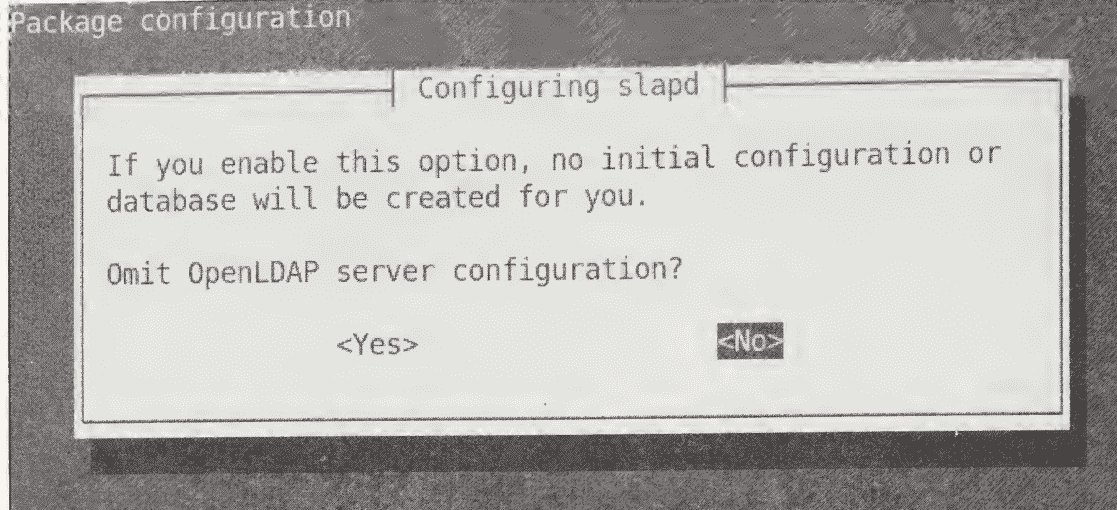 Package configuration
Configuring slapd
If you enable this option, no initial configuration or
database will be created for you.
Omit OpenLDAP server configuration?
<Yes>
<No>